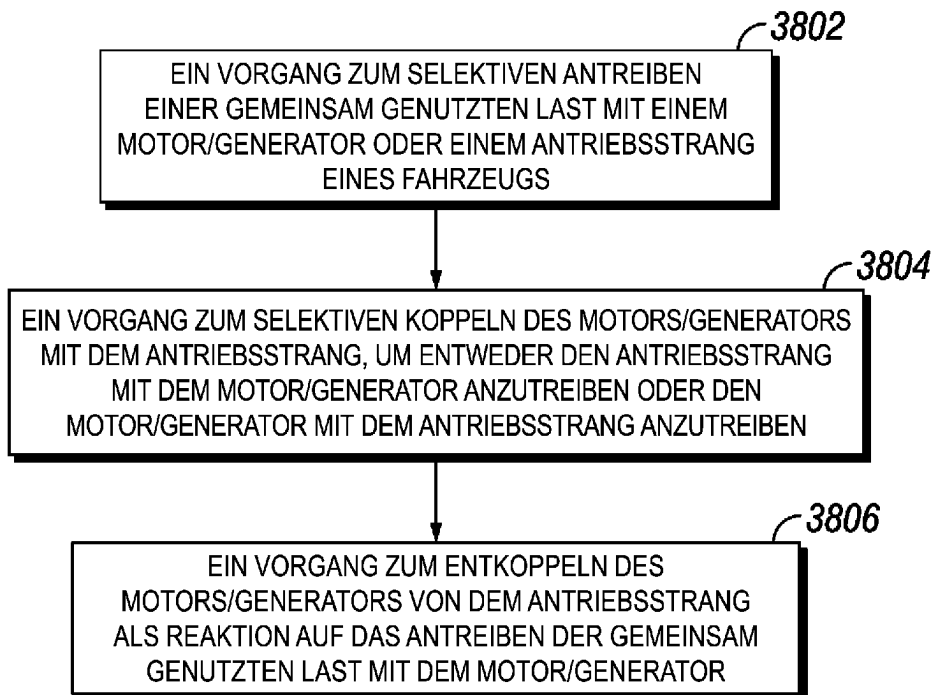 3802
EIN VORGANG ZUM SELEKTIVEN ANTREIBEN
EINER GEMEINSAM GENUTZTEN LAST MIT EINEM
MOTOR/GENERATOR ODER EINEM ANTRIEBSSTRANG
EINES FAHRZEUGS
3804
EIN VORGANG ZUM SELEKTIVEN KOPPELN DES MOTORS/GENERATORS
MIT DEM ANTRIEBSSTRANG, UM ENTWEDER DEN ANTRIEBSSTRANG
MIT DEM MOTOR/GENERATOR ANZUTREIBEN ODER DEN
MOTOR/GENERATOR MIT DEM ANTRIEBSSTRANG ANZUTREIBEN
3806
EIN VORGANG ZUM ENTKOPPELN DES
MOTORS/GENERATORS VON DEM ANTRIEBSSTRANG
ALS REAKTION AUF DAS ANTREIBEN DER GEMEINSAM
GENUTZTEN LAST MIT DEM MOTOR/GENERATOR